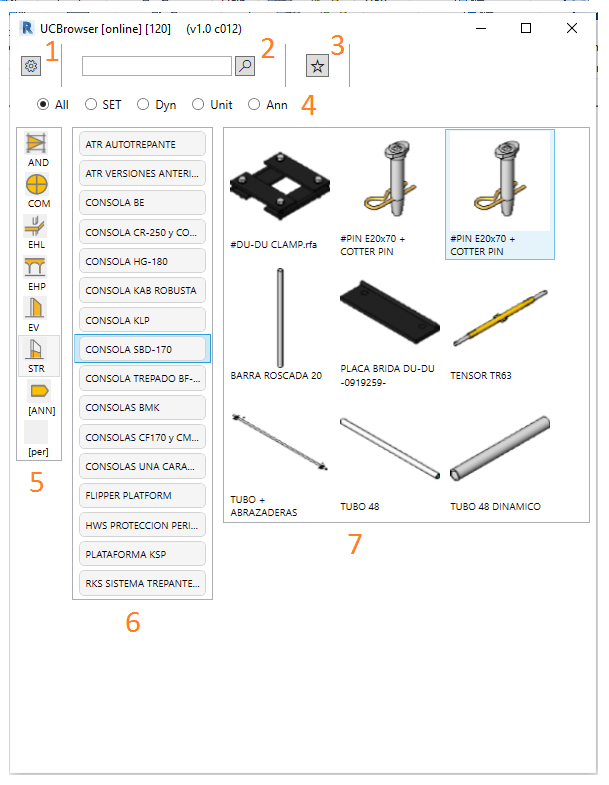 R UCBrowser [online] [120] (v1.0 c012)
1
2
3
All SET Dyn Unit Ann 4
AND
COM
EHL
EHP
EV
STR
[ANN]
[per]
5
ATR AUTOTREPANTE
ATR VERSIONES ANTERI...
CONSOLA BE
CONSOLA CR-250 y CO...
CONSOLA HG-180
CONSOLA KAB ROBUSTA
CONSOLA KLP
CONSOLA SBD-170
CONSOLA TREPADO BF-...
CONSOLAS BMK
CONSOLAS CF170 y CM...
CONSOLAS UNA CARA...
FLIPPER PLATFORM
HWS PROTECCION PERI...
PLATAFORMA KSP
RKS SISTEMA TREPANTE...
6
#DU-DU CLAMP.rfa
#PIN E20x70 +
COTTER PIN
#PIN E20x70 +
COTTER PIN
BARRA ROSCADA 20
PLACA BRIDA DU-DU
-0919259-
TENSOR TR63
TUBO +
ABRAZADERAS
TUBO 48
TUBO 48 DINAMICO
7